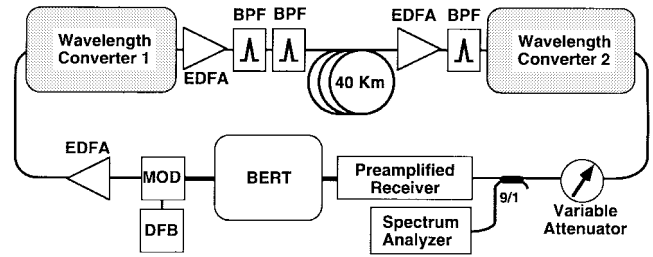 BPF BPF
EDFA BPF
Wavelength
Converter 1
EDFA
40 Km
Wavelength
Converter 2
EDFA
MOD
DFB
BERT
Preamplified
Receiver
9/1
Spectrum
Analyzer
Variable
Attenuator